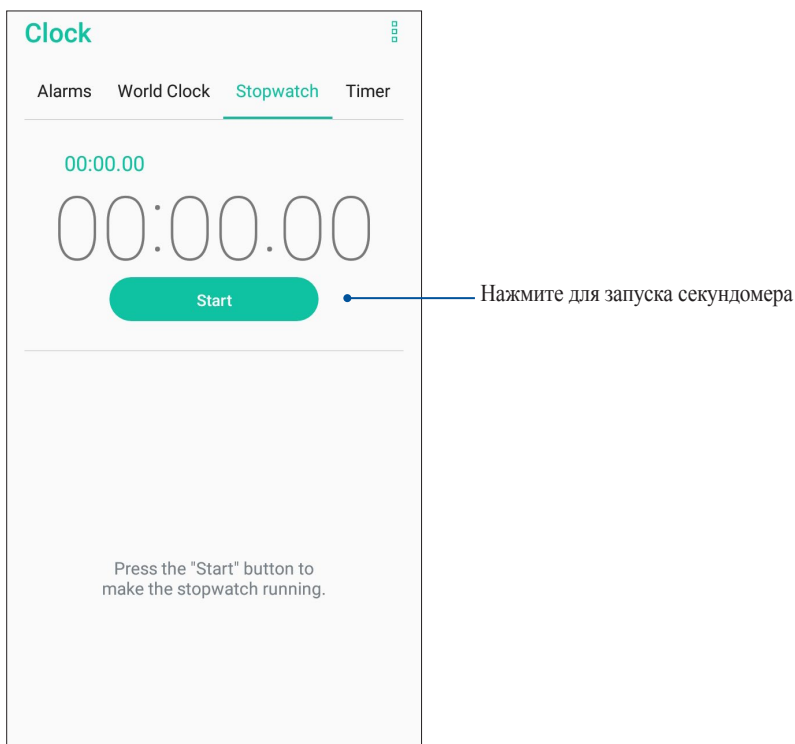 Clock
Alarms World Clock Stopwatch Timer
00:00.00
00:00.00
Start
Нажмите для запуска секундомера
Press the "Start" button to
make the stopwatch running.